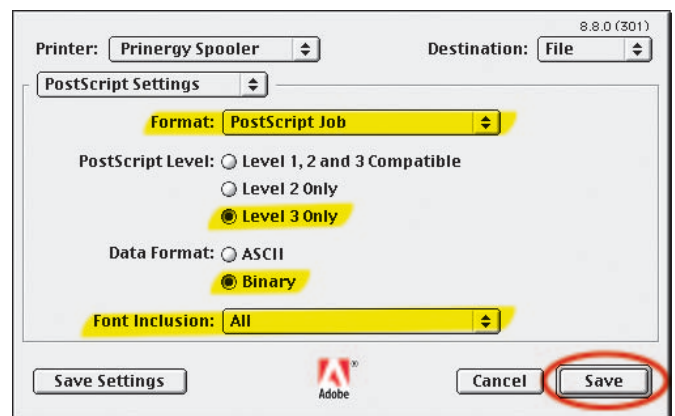 8.8.0 (301)
Printer: Prinergy Spooler Destination: File
PostScript Settings
Format: PostScript Job
PostScript Level: Level 1, 2 and 3 Compatible
Level 2 Only
Level 3 Only
Data Format: ASCII
Binary
Font Inclusion: All
Save Settings Adobe® Cancel Save